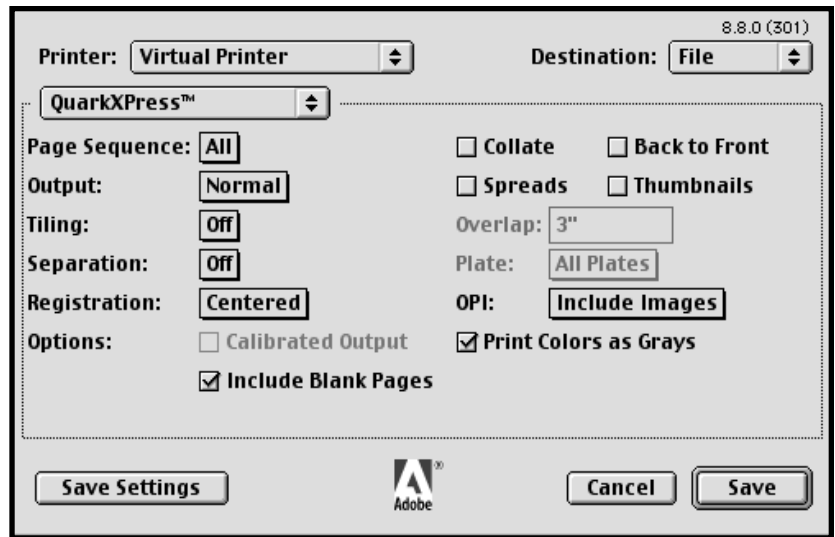 8.8.0 (301)
Printer: Virtual Printer Destination: File
QuarkXPress™
Page Sequence: All Collate Back to Front
Output: Normal Spreads Thumbnails
Tiling: Off Overlap: 3"
Separation: Off Plate: All Plates
Registration: Centered OPI: Include Images
Options: Calibrated Output Print Colors as Grays
Include Blank Pages
Save Settings Adobe® Cancel Save